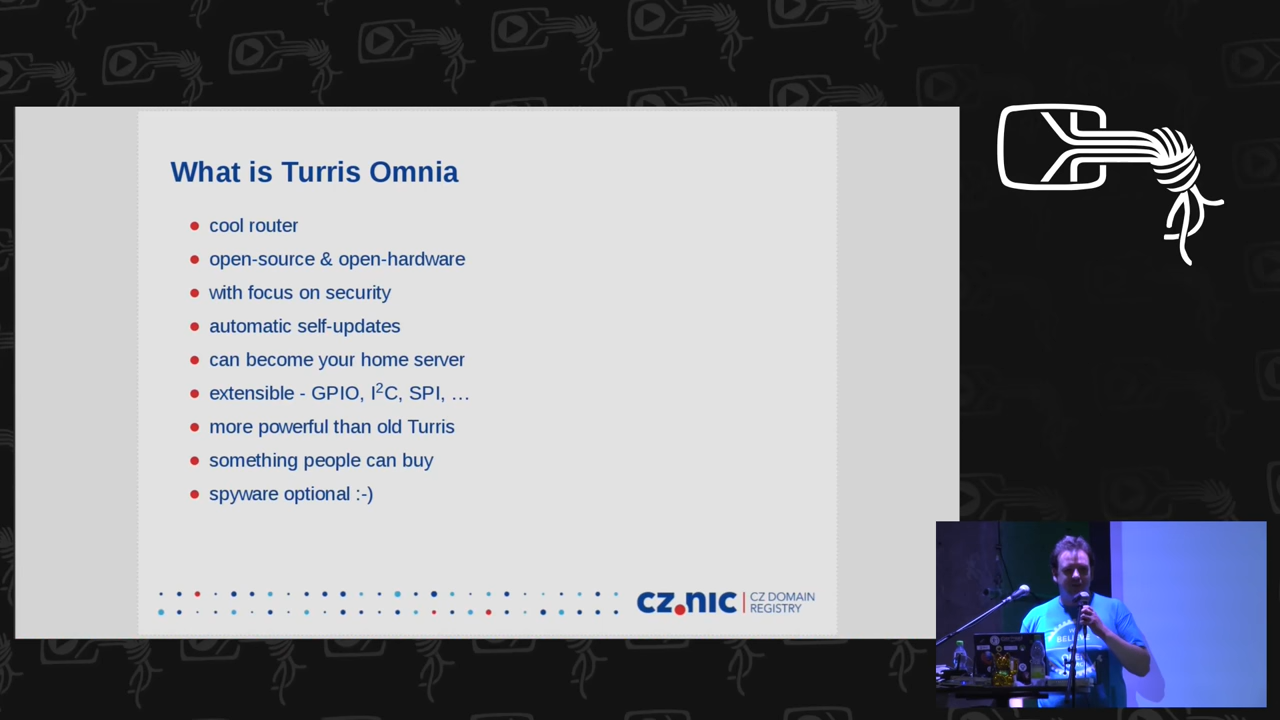 What is Turris Omnia
cool router
open-source & open-hardware
with focus on security
automatic self-updates
can become your home server
extensible - GPIO, I²C, SPI, …
more powerful than old Turris
something people can buy
spyware optional :-)
CZ.NIC
CZ DOMAIN
REGISTRY